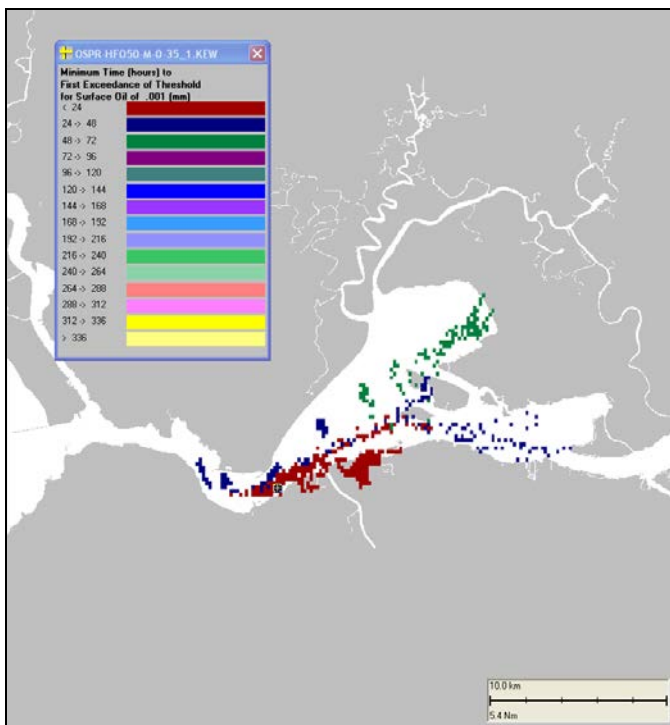 OSPR-HFO50-M-0-35_1.KEW
Minimum Time (hours) to
First Exceedance of Threshold
for Surface Oil of .001 (mm)
< 24
24 -> 48
48 -> 72
72 -> 96
96 -> 120
120 -> 144
144 -> 168
168 -> 192
192 -> 216
216 -> 240
240 -> 264
264 -> 288
288 -> 312
312 -> 336
> 336
10.0 km
5.4 Nm